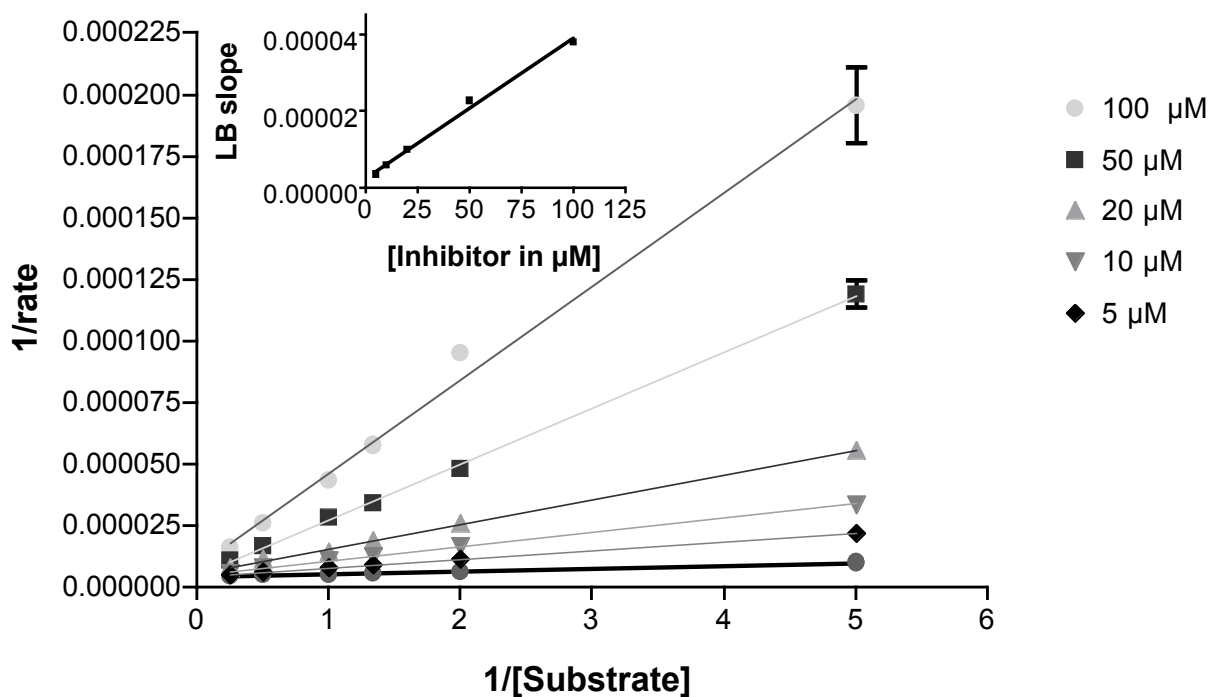 0.000225
0.000200
0.000175
0.000150
0.000125
0.000100
0.000075
0.000050
0.000025
0.000000
1/rate
0 1 2 3 4 5 6
1/[Substrate]
0.00004
0.00002
0.00000
LB slope
0 25 50 75 100 125
[Inhibitor in µM]
100 µM
50 µM
20 µM
10 µM
5 µM